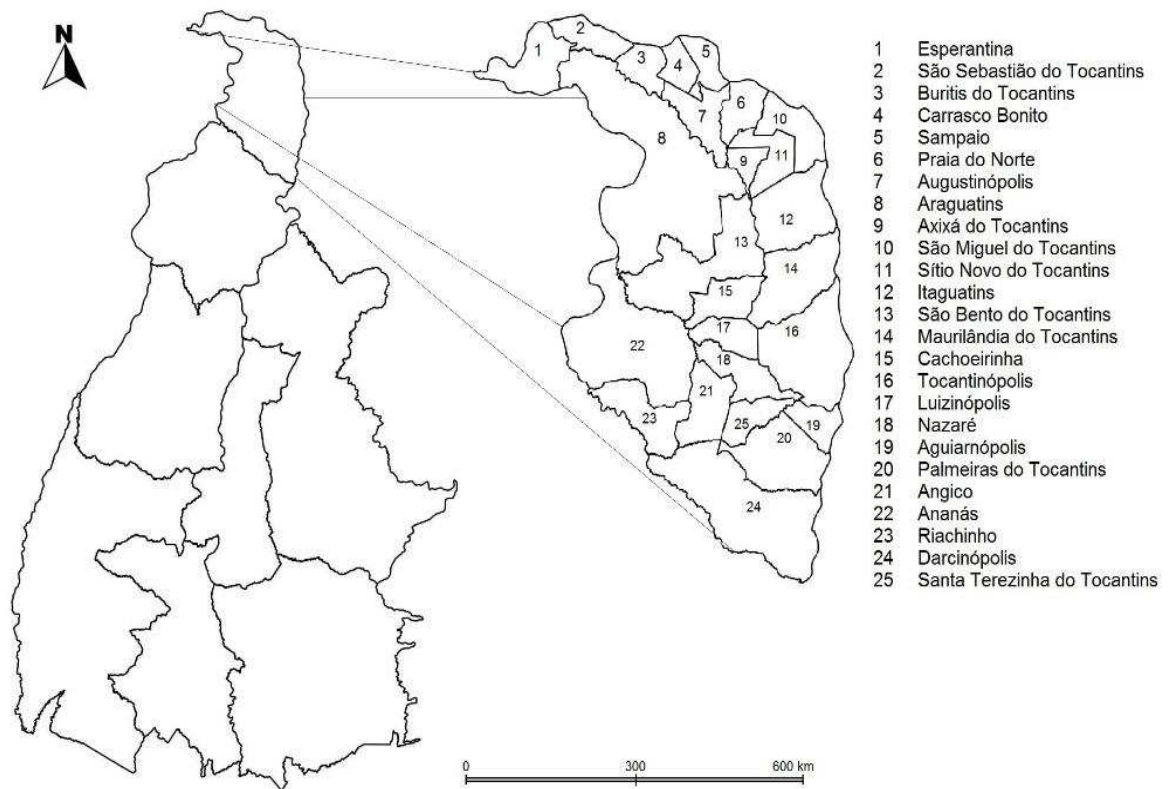 N
1 Esperantina
2 São Sebastião do Tocantins
3 Buritis do Tocantins
4 Carrasco Bonito
5 Sampaio
6 Praia do Norte
7 Augustinópolis
8 Araguatins
9 Axixá do Tocantins
10 São Miguel do Tocantins
11 Sítio Novo do Tocantins
12 Itaguatins
13 São Bento do Tocantins
14 Maurilândia do Tocantins
15 Cachoeirinha
16 Tocantinópolis
17 Luizinópolis
18 Nazaré
19 Aguiarnópolis
20 Palmeiras do Tocantins
21 Angico
22 Ananás
23 Riachinho
24 Darcinópolis
25 Santa Terezinha do Tocantins
1
2
3
4
5
6
7
8
9
10
11
12
13
14
15
16
17
18
19
20
21
22
23
24
25
0 300 600 km